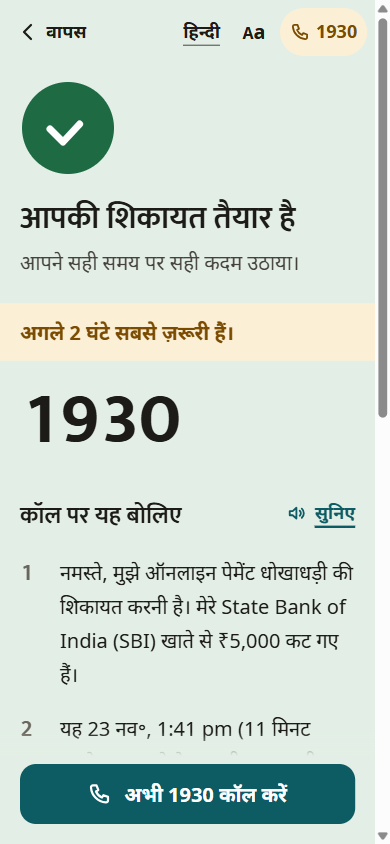 वापस हिन्दी Aa 1930
आपकी शिकायत तैयार है
आपने सही समय पर सही कदम उठाया।
अगले 2 घंटे सबसे ज़रूरी हैं।
1930
कॉल पर यह बोलिए सुनिए
1 नमस्ते, मुझे ऑनलाइन पेमेंट धोखाधड़ी की
शिकायत करनी है। मेरे State Bank of
India (SBI) खाते से ₹5,000 कट गए
हैं।
2 यह 23 नव॰, 1:41 pm (11 मिनट
अभी 1930 कॉल करें